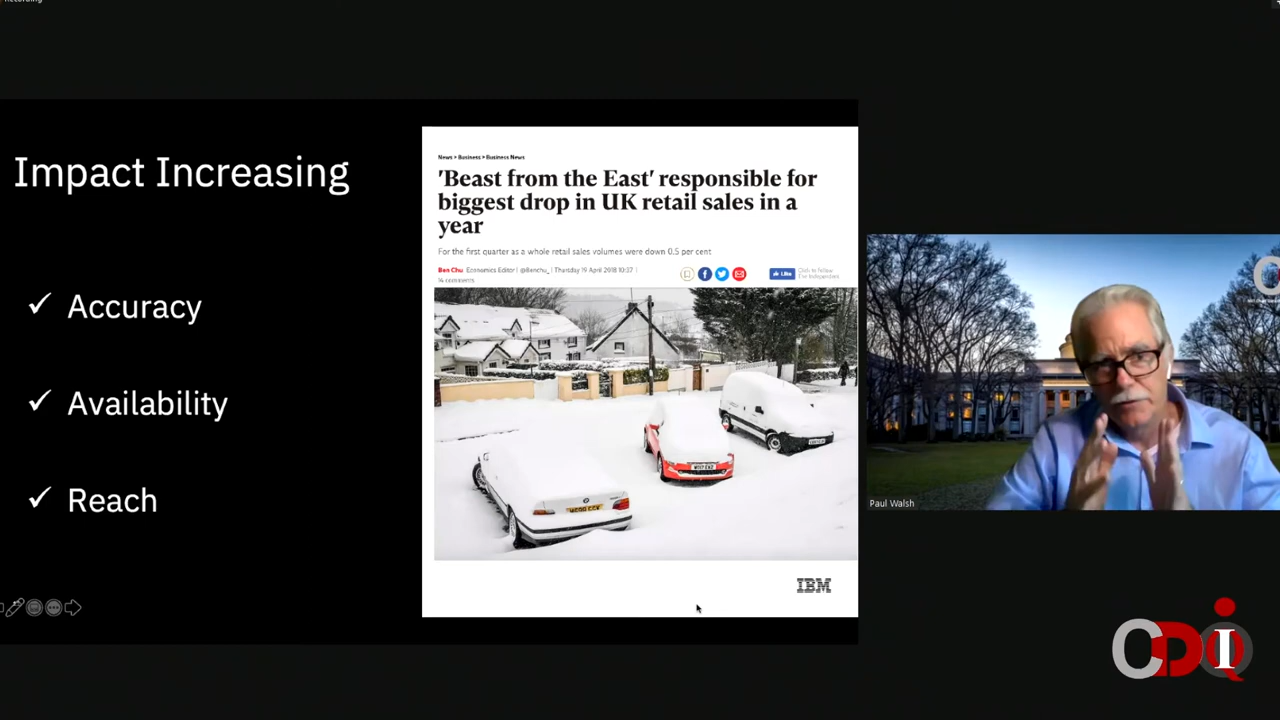 Recording
Impact Increasing
✓ Accuracy
✓ Availability
✓ Reach
News > Business > Business News
'Beast from the East' responsible for
biggest drop in UK retail sales in a
year
For the first quarter as a whole retail sales volumes were down 0.5 per cent
Ben Chu Economics Editor | @Benchu_ | Thursday 19 April 2018 10:37 |
comments
Like
Click to follow
The Independent
IBM
Paul Walsh
CDOIQ